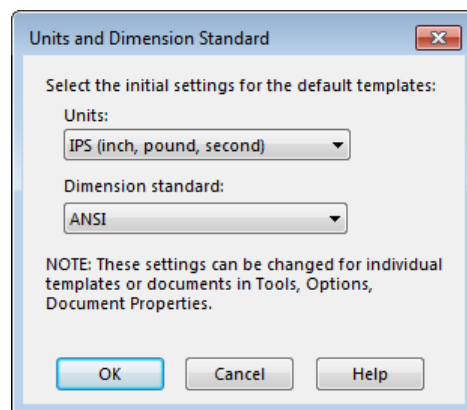 Units and Dimension Standard
Select the initial settings for the default templates:
Units:
IPS (inch, pound, second)
Dimension standard:
ANSI
NOTE: These settings can be changed for individual
templates or documents in Tools, Options,
Document Properties.
OK Cancel Help